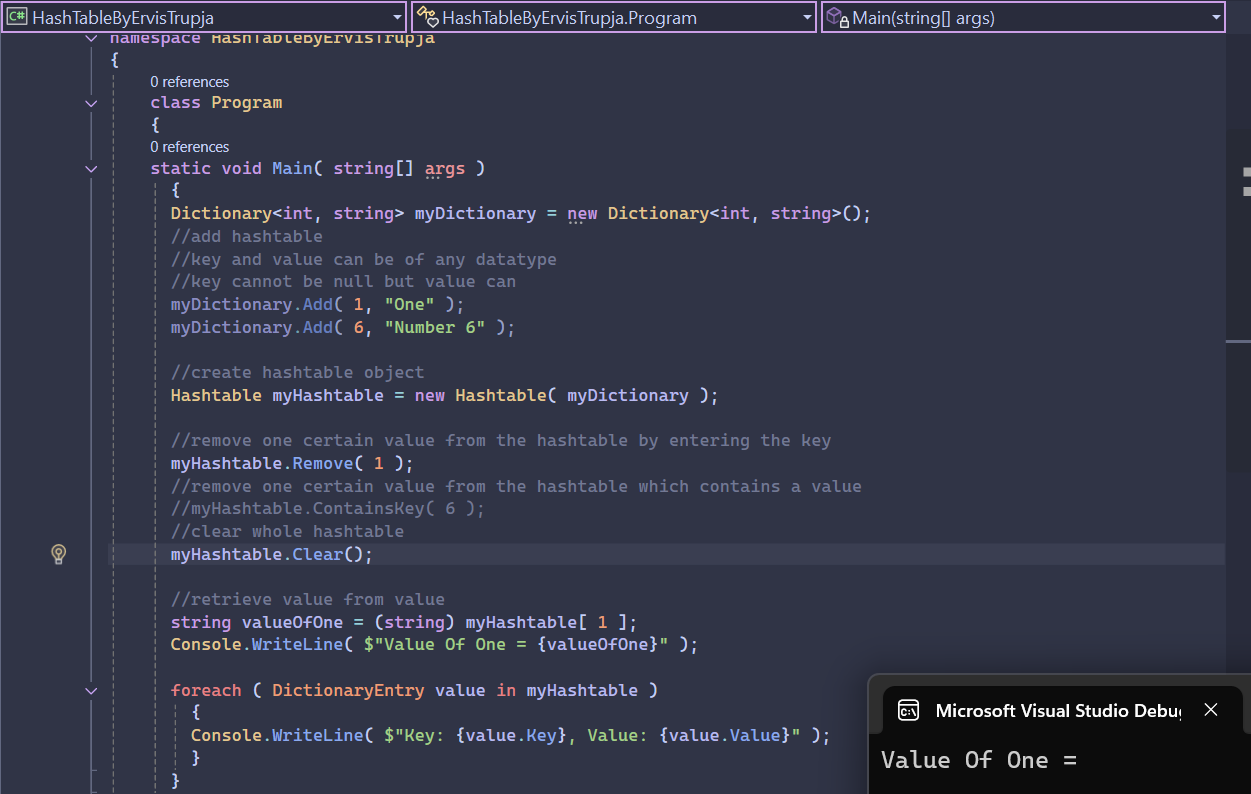 C# HashTableByErvisTrupja HashTableByErvisTrupja.Program Main(string[] args)
namespace HashTableByErvisTrupja
{
0 references
class Program
{
0 references
static void Main( string[] args )
{
Dictionary<int, string> myDictionary = new Dictionary<int, string>();
//add hashtable
//key and value can be of any datatype
//key cannot be null but value can
myDictionary.Add( 1, "One" );
myDictionary.Add( 6, "Number 6" );
//create hashtable object
Hashtable myHashtable = new Hashtable( myDictionary );
//remove one certain value from the hashtable by entering the key
myHashtable.Remove( 1 );
//remove one certain value from the hashtable which contains a value
//myHashtable.ContainsKey( 6 );
//clear whole hashtable
myHashtable.Clear();
//retrieve value from value
string valueOfOne = (string) myHashtable[ 1 ];
Console.WriteLine( $"Value Of One = {valueOfOne}" );
foreach ( DictionaryEntry value in myHashtable )
{
Console.WriteLine( $"Key: {value.Key}, Value: {value.Value}" );
}
}
C:\ Microsoft Visual Studio Debu
Value Of One =